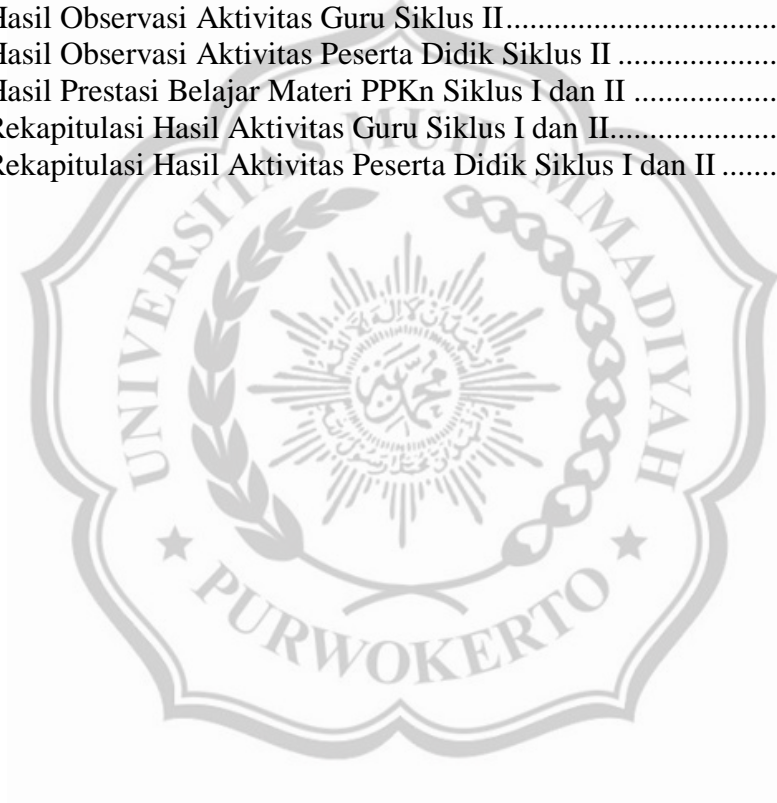 Hasil Observasi Aktivitas Guru Siklus II................................
Hasil Observasi Aktivitas Peserta Didik Siklus II ...................
Hasil Prestasi Belajar Materi PPKn Siklus I dan II .................
Rekapitulasi Hasil Aktivitas Guru Siklus I dan II....................
Rekapitulasi Hasil Aktivitas Peserta Didik Siklus I dan II .......
UNIVERSITAS MUHAMMADIYAH
محمد
PURWOKERTO